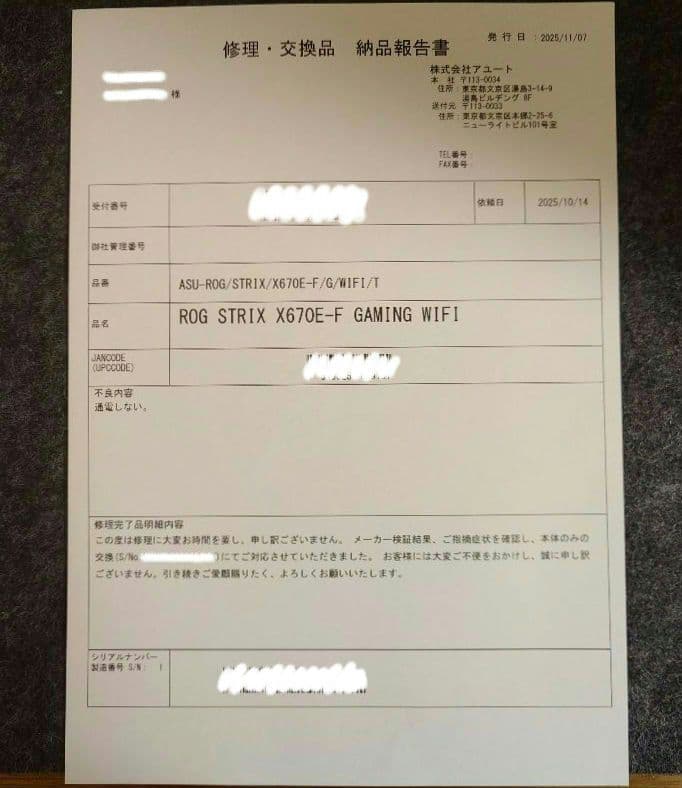 発 行 日 : 2025/11/07
修理・交換品 納品報告書
株式会社アユート
本 社 〒113-0034
住所：東京都文京区湯島3-14-9
湯島ビルデング 8F
送付元 〒113-0033
住所：東京都文京区本郷2-25-6
ニューライトビル101号室
様
TEL番号：
FAX番号：
受付番号
依頼日 2025/10/14
御社管理番号
品番 ASU-ROG/STRIX/X670E-F/G/WIFI/T
品名 ROG STRIX X670E-F GAMING WIFI
JANCODE
(UPCCODE)
不良内容
通電しない。
修理完了品明細内容
この度は修理に大変お時間を要し、申し訳ございません。 メーカー検証結果、ご指摘症状を確認し、本体のみの
交換(S/No. )にてご対応させていただきました。 お客様には大変ご不便をおかけし、誠に申し訳
ございません。引き続きご愛顧賜りたく、よろしくお願いいたします。
シリアルナンバー
製造番号 S/N： 1